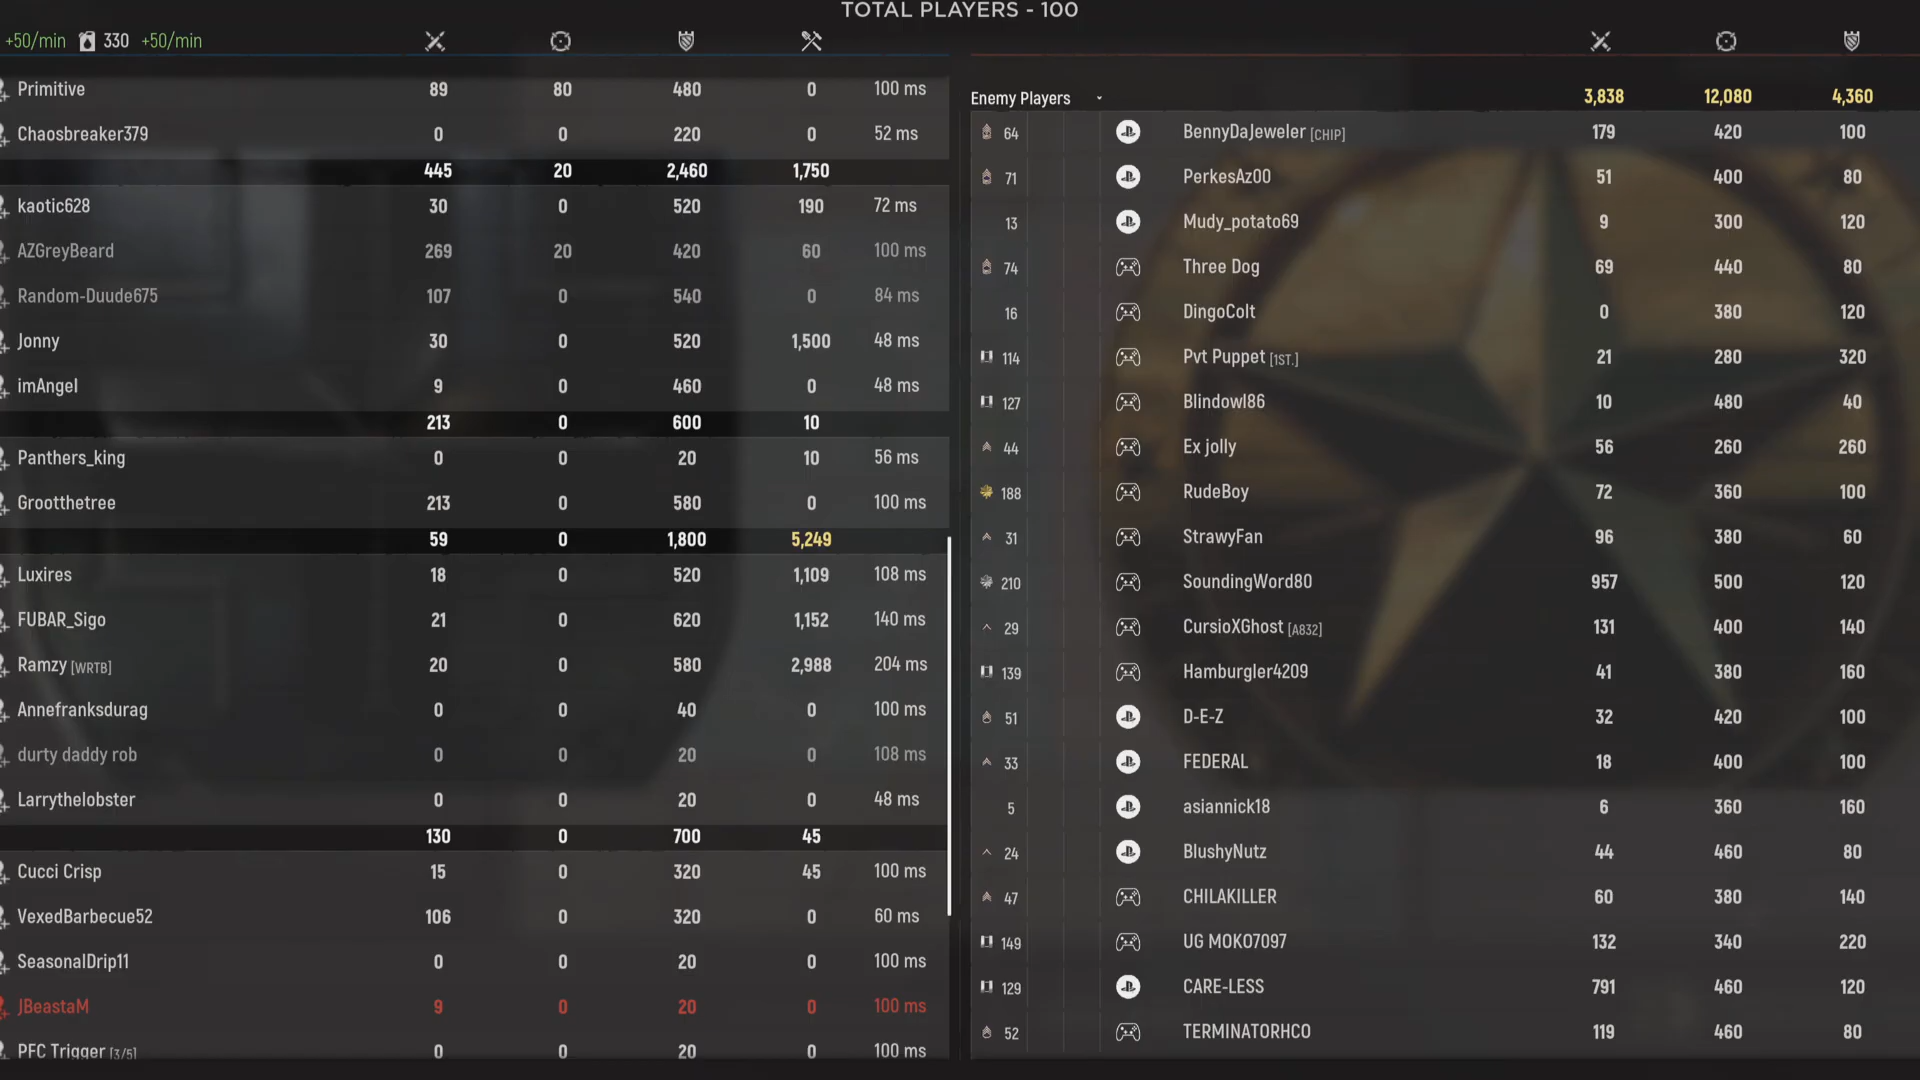 TOTAL PLAYERS - 100
+50/min 330 +50/min
Primitive 89 80 480 0 100 ms
Chaosbreaker379 0 0 220 0 52 ms
445 20 2,460 1,750
kaotic628 30 0 520 190 72 ms
AZGreyBeard 269 20 420 60 100 ms
Random-Duude675 107 0 540 0 84 ms
Jonny 30 0 520 1,500 48 ms
imAngel 9 0 460 0 48 ms
213 0 600 10
Panthers_king 0 0 20 10 56 ms
Grootthetree 213 0 580 0 100 ms
59 0 1,800 5,249
Luxires 18 0 520 1,109 108 ms
FUBAR_Sigo 21 0 620 1,152 140 ms
Ramzy [WRTB] 20 0 580 2,988 204 ms
Annefranksdurag 0 0 40 0 100 ms
durty daddy rob 0 0 20 0 108 ms
Larrythelobster 0 0 20 0 48 ms
130 0 700 45
Cucci Crisp 15 0 320 45 100 ms
VexedBarbecue52 106 0 320 0 60 ms
SeasonalDrip11 0 0 20 0 100 ms
JBeastaM 9 0 20 0 100 ms
PFC Trigger [3/5] 0 0 20 0 100 ms
Enemy Players 3,838 12,080 4,360
64 BennyDaJeweler [CHIP] 179 420 100
71 PerkesAz00 51 400 80
13 Mudy_potato69 9 300 120
74 Three Dog 69 440 80
16 DingoColt 0 380 120
114 Pvt Puppet [1ST.] 21 280 320
127 Blindowl86 10 480 40
44 Ex jolly 56 260 260
188 RudeBoy 72 360 100
31 StrawyFan 96 380 60
210 SoundingWord80 957 500 120
29 CursioXGhost [A832] 131 400 140
139 Hamburgler4209 41 380 160
51 D-E-Z 32 420 100
33 FEDERAL 18 400 100
5 asiannick18 6 360 160
24 BlushyNutz 44 460 80
47 CHILAKILLER 60 380 140
149 UG MOKO7097 132 340 220
129 CARE-LESS 791 460 120
52 TERMINATORHCO 119 460 80